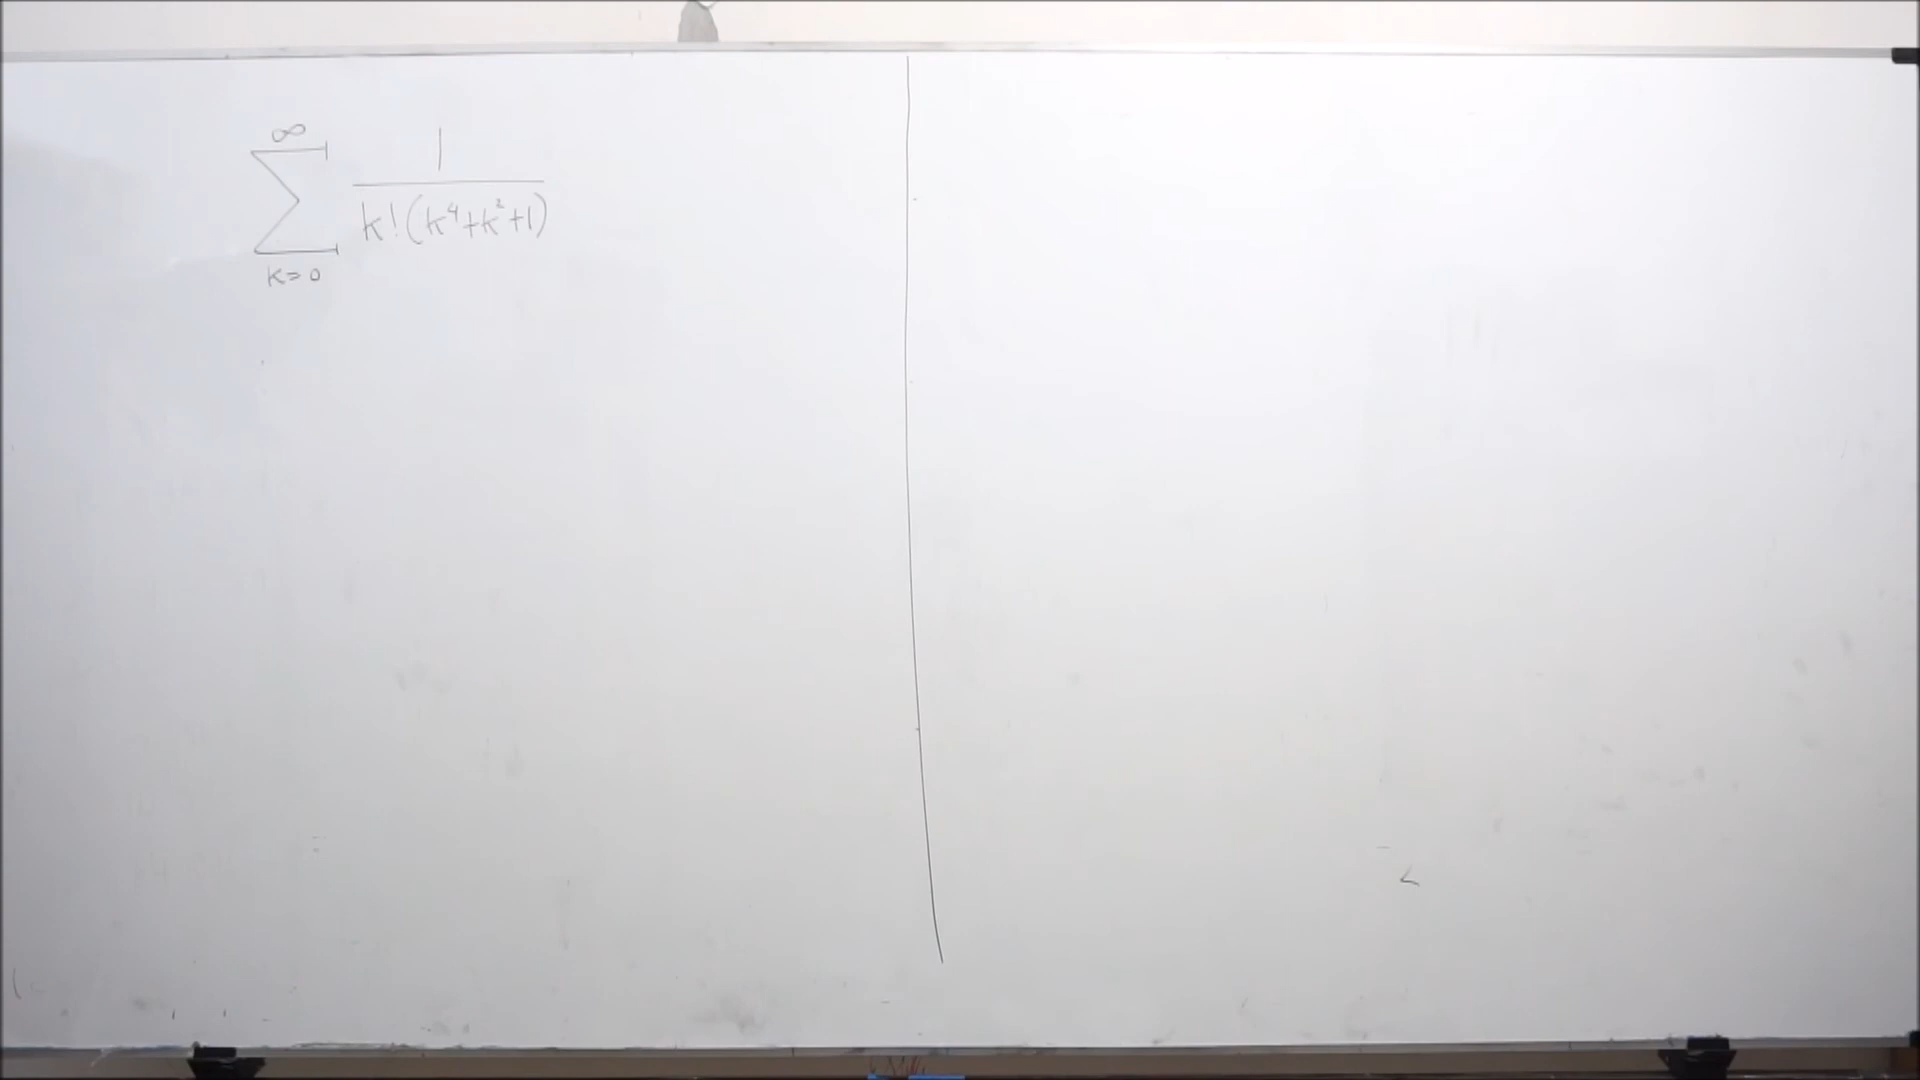 ∞
∑ 1 / k!(k⁴+k²+1)
k=0